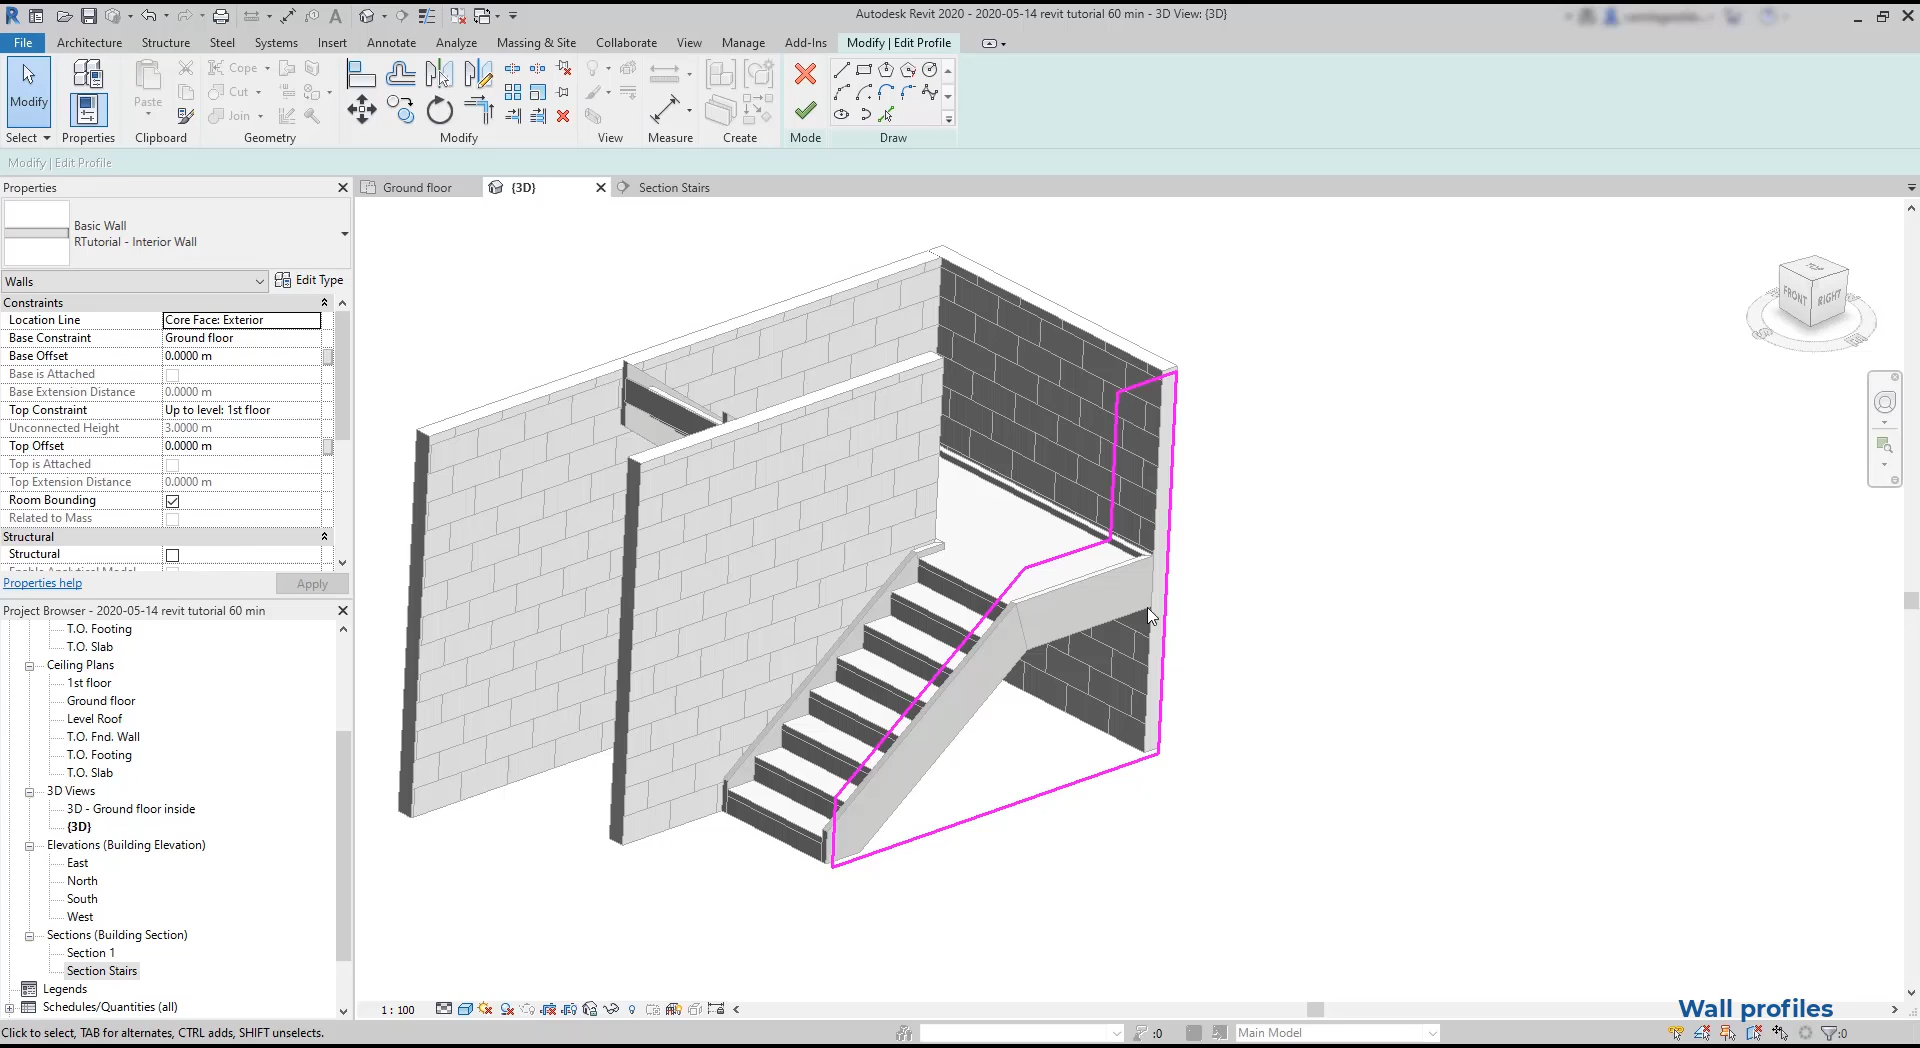 Autodesk Revit 2020 - 2020-05-14 revit tutorial 60 min - 3D View: {3D}
File Architecture Structure Steel Systems Insert Annotate Analyze Massing & Site Collaborate View Manage Add-Ins Modify | Edit Profile
Modify
Paste
Cope
Cut
Join
Select Properties Clipboard Geometry Modify View Measure Create Mode Draw
Modify | Edit Profile
Properties
Ground floor {3D} Section Stairs
Basic Wall
RTutorial - Interior Wall
Walls Edit Type
Constraints
Location Line Core Face: Exterior
Base Constraint Ground floor
Base Offset 0.0000 m
Base is Attached
Base Extension Distance 0.0000 m
Top Constraint Up to level: 1st floor
Unconnected Height 3.0000 m
Top Offset 0.0000 m
Top is Attached
Top Extension Distance 0.0000 m
Room Bounding
Related to Mass
Structural
Structural
Properties help Apply
Project Browser - 2020-05-14 revit tutorial 60 min
T.O. Footing
T.O. Slab
Ceiling Plans
1st floor
Ground floor
Level Roof
T.O. Fnd. Wall
T.O. Footing
T.O. Slab
3D Views
3D - Ground floor inside
{3D}
Elevations (Building Elevation)
East
North
South
West
Sections (Building Section)
Section 1
Section Stairs
Legends
Schedules/Quantities (all)
FRONT RIGHT
1 : 100
Wall profiles
Click to select, TAB for alternates, CTRL adds, SHIFT unselects.
:0 Main Model :0